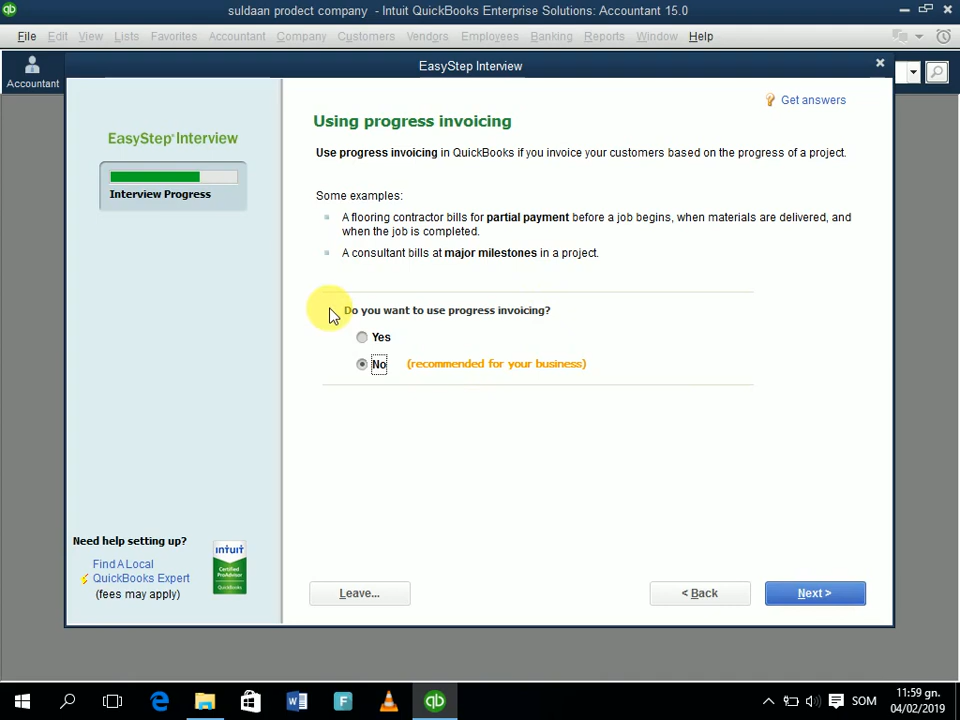 suldaan prodect company - Intuit QuickBooks Enterprise Solutions: Accountant 15.0
File Edit View Lists Favorites Accountant Company Customers Vendors Employees Banking Reports Window Help
Accountant
EasyStep Interview
Get answers
EasyStep Interview
Interview Progress
Using progress invoicing
Use progress invoicing in QuickBooks if you invoice your customers based on the progress of a project.
Some examples:
A flooring contractor bills for partial payment before a job begins, when materials are delivered, and
when the job is completed.
A consultant bills at major milestones in a project.
Do you want to use progress invoicing?
Yes
No (recommended for your business)
Need help setting up?
Find A Local
QuickBooks Expert
(fees may apply)
intuit
Certified
ProAdvisor
QuickBooks
Leave...
< Back
Next >
SOM
11:59 gn.
04/02/2019